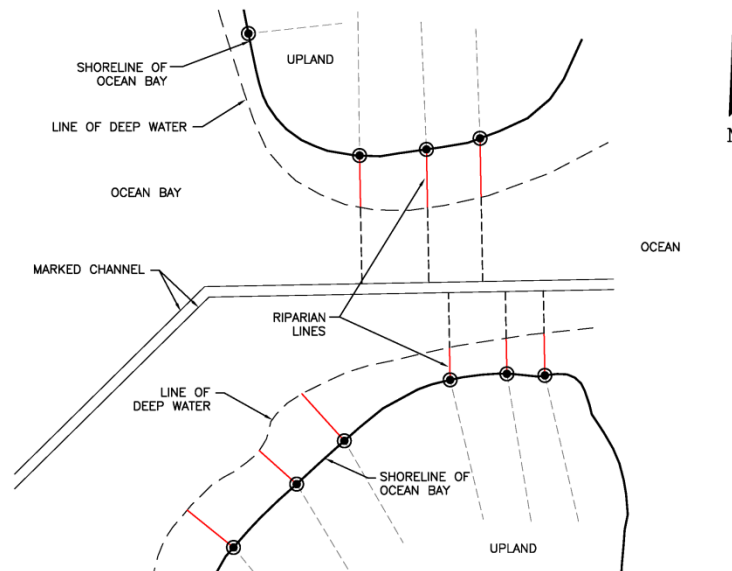 UPLAND
SHORELINE OF
OCEAN BAY
LINE OF DEEP WATER
OCEAN BAY
OCEAN
MARKED CHANNEL
RIPARIAN
LINES
LINE OF
DEEP WATER
SHORELINE OF
OCEAN BAY
UPLAND